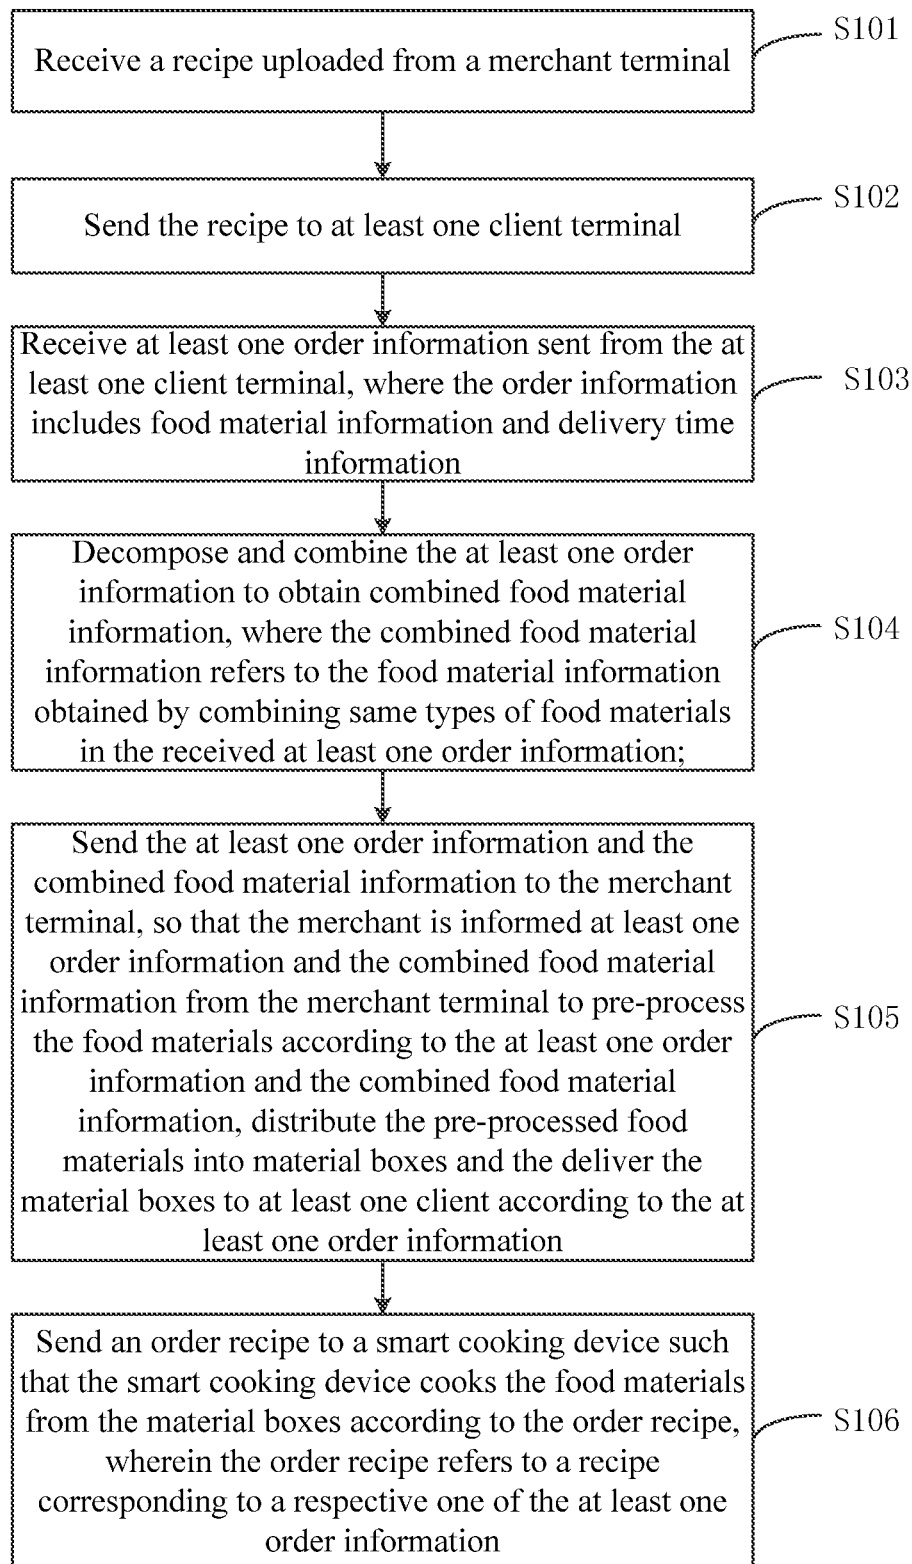 Receive a recipe uploaded from a merchant terminal
S101
Send the recipe to at least one client terminal
S102
Receive at least one order information sent from the at
least one client terminal, where the order information
includes food material information and delivery time
information
S103
Decompose and combine the at least one order
information to obtain combined food material
information, where the combined food material
information refers to the food material information
obtained by combining same types of food materials
in the received at least one order information;
S104
Send the at least one order information and the
combined food material information to the merchant
terminal, so that the merchant is informed at least one
order information and the combined food material
information from the merchant terminal to pre-process
the food materials according to the at least one order
information and the combined food material
information, distribute the pre-processed food
materials into material boxes and the deliver the
material boxes to at least one client according to the at
least one order information
S105
Send an order recipe to a smart cooking device such
that the smart cooking device cooks the food materials
from the material boxes according to the order recipe,
wherein the order recipe refers to a recipe
corresponding to a respective one of the at least one
order information
S106